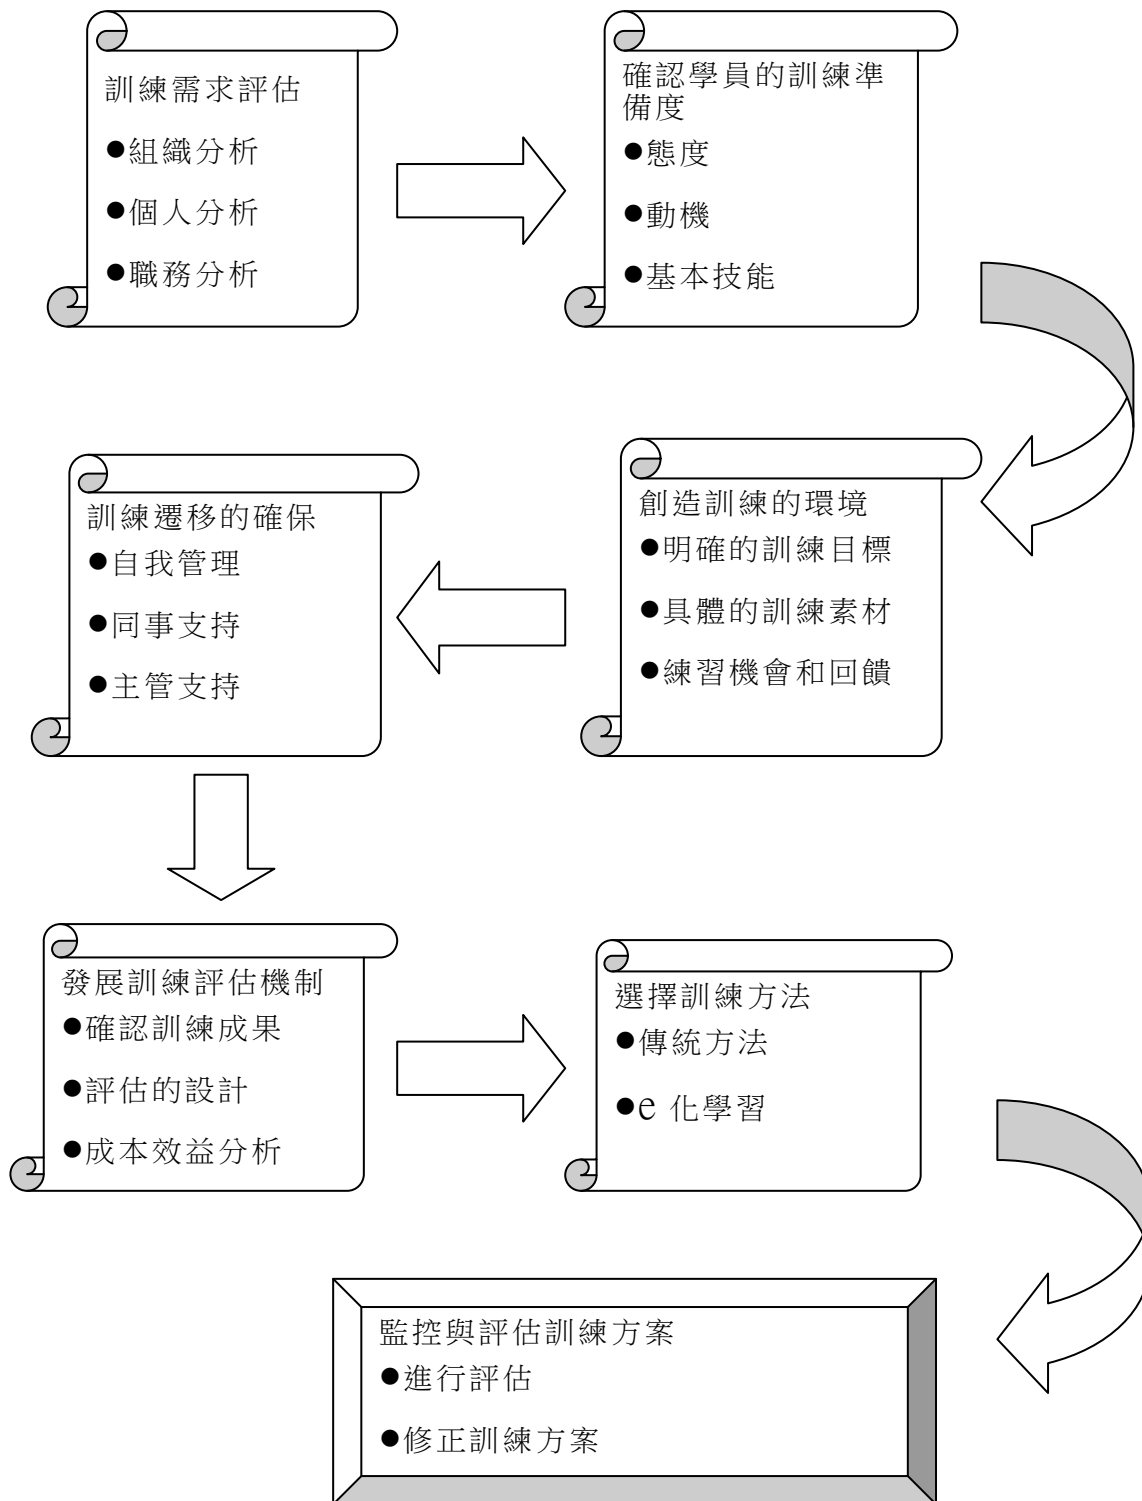 訓練需求評估
●組織分析
●個人分析
●職務分析
確認學員的訓練準
備度
●態度
●動機
●基本技能
創造訓練的環境
●明確的訓練目標
●具體的訓練素材
●練習機會和回饋
訓練遷移的確保
●自我管理
●同事支持
●主管支持
發展訓練評估機制
●確認訓練成果
●評估的設計
●成本效益分析
選擇訓練方法
●傳統方法
●e 化學習
監控與評估訓練方案
●進行評估
●修正訓練方案